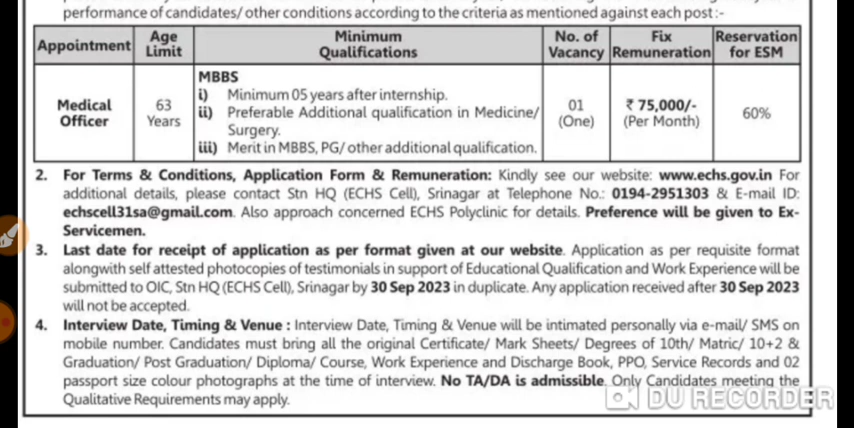 performance of candidates/ other conditions according to the criteria as mentioned against each post :-
Appointment
Age Limit
Minimum Qualifications
No. of Vacancy
Fix Remuneration
Reservation for ESM
Medical Officer
63 Years
MBBS
i) Minimum 05 years after internship.
ii) Preferable Additional qualification in Medicine/
Surgery.
iii) Merit in MBBS, PG/ other additional qualification.
01 (One)
₹ 75,000/- (Per Month)
60%
2. For Terms & Conditions, Application Form & Remuneration: Kindly see our website: www.echs.gov.in For
additional details, please contact Stn HQ (ECHS Cell), Srinagar at Telephone No.: 0194-2951303 & E-mail ID:
echscell31sa@gmail.com. Also approach concerned ECHS Polyclinic for details. Preference will be given to Ex-
Servicemen.
3. Last date for receipt of application as per format given at our website. Application as per requisite format
alongwith self attested photocopies of testimonials in support of Educational Qualification and Work Experience will be
submitted to OIC, Stn HQ (ECHS Cell), Srinagar by 30 Sep 2023 in duplicate. Any application received after 30 Sep 2023
will not be accepted.
4. Interview Date, Timing & Venue : Interview Date, Timing & Venue will be intimated personally via e-mail/ SMS on
mobile number. Candidates must bring all the original Certificate/ Mark Sheets/ Degrees of 10th/ Matric/ 10+2 &
Graduation/ Post Graduation/ Diploma/ Course, Work Experience and Discharge Book, PPO, Service Records and 02
passport size colour photographs at the time of interview. No TA/DA is admissible. Only Candidates meeting the
Qualitative Requirements may apply.
DU RECORDER